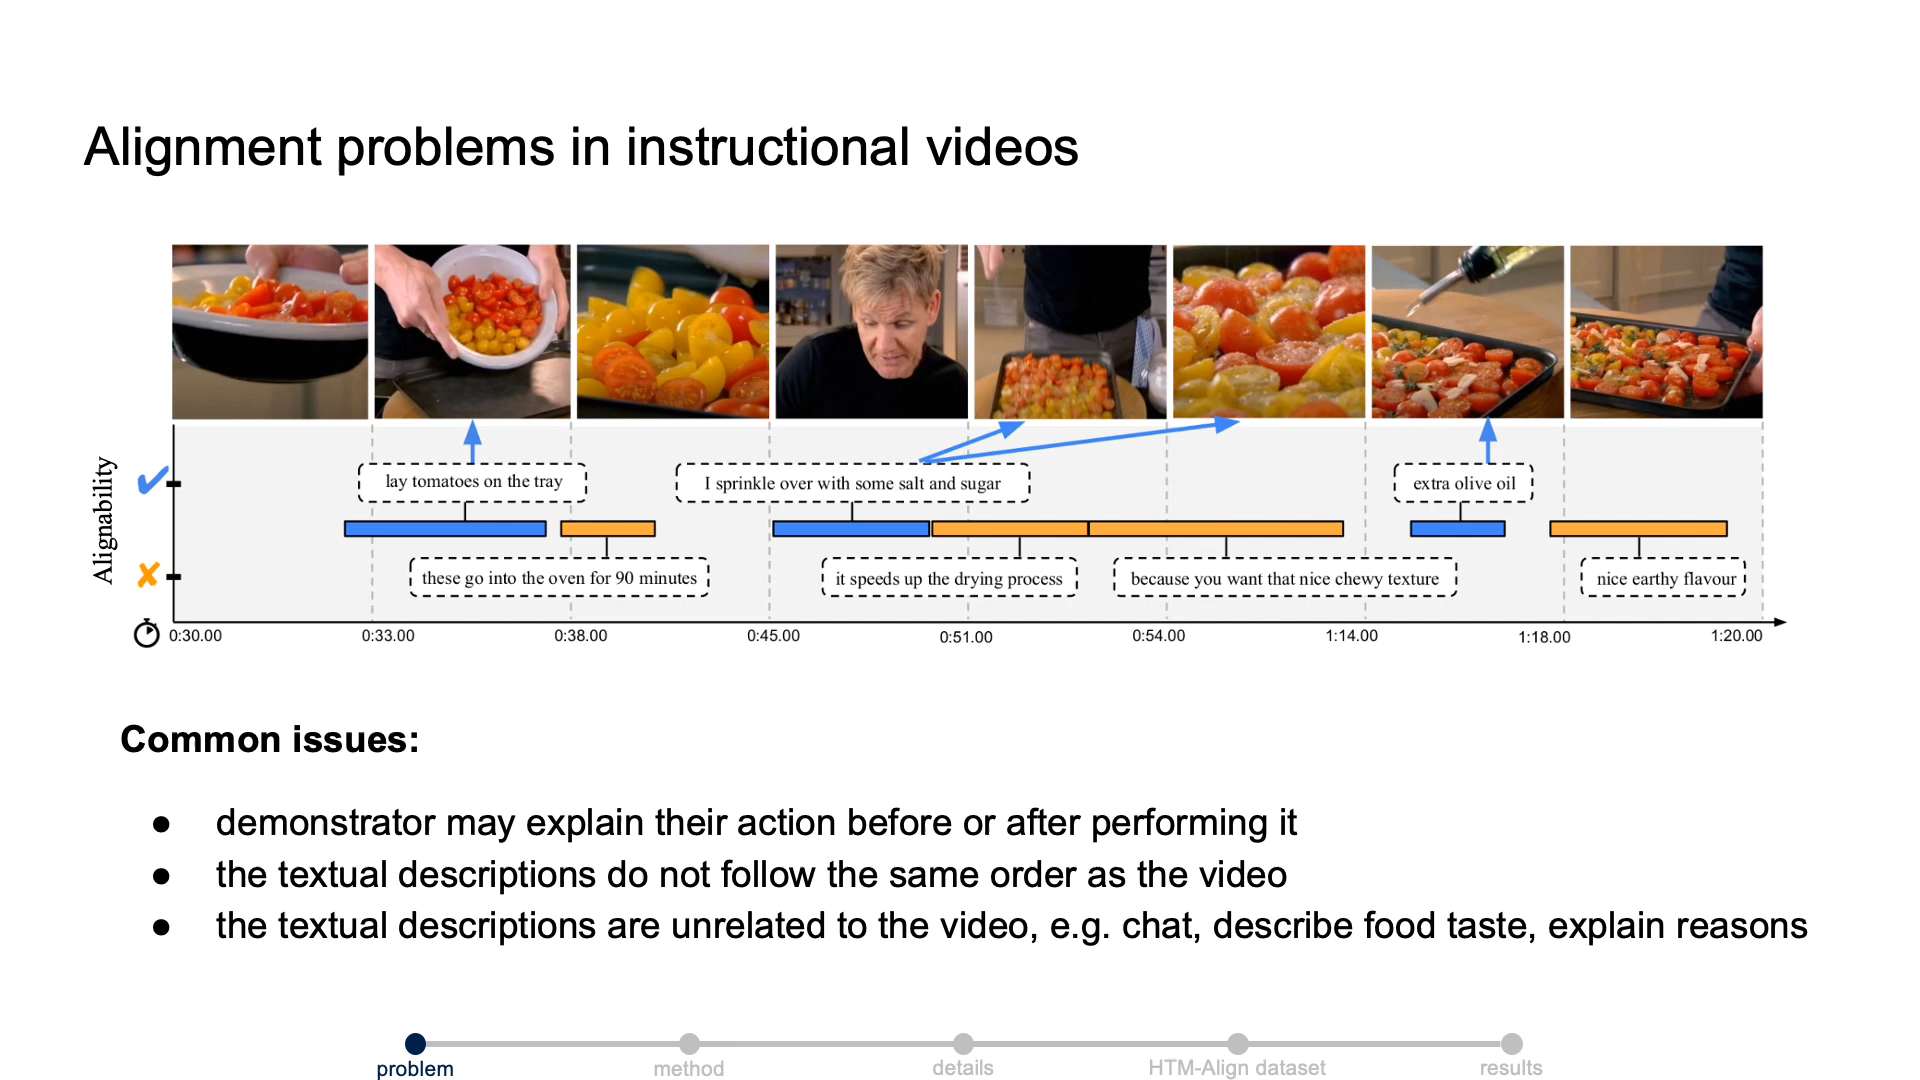 Alignment problems in instructional videos
Alignability
lay tomatoes on the tray
I sprinkle over with some salt and sugar
extra olive oil
these go into the oven for 90 minutes
it speeds up the drying process
because you want that nice chewy texture
nice earthy flavour
0:30.00 0:33.00 0:38.00 0:45.00 0:51.00 0:54.00 1:14.00 1:18.00 1:20.00
Common issues:
● demonstrator may explain their action before or after performing it
● the textual descriptions do not follow the same order as the video
● the textual descriptions are unrelated to the video, e.g. chat, describe food taste, explain reasons
problem method details HTM-Align dataset results